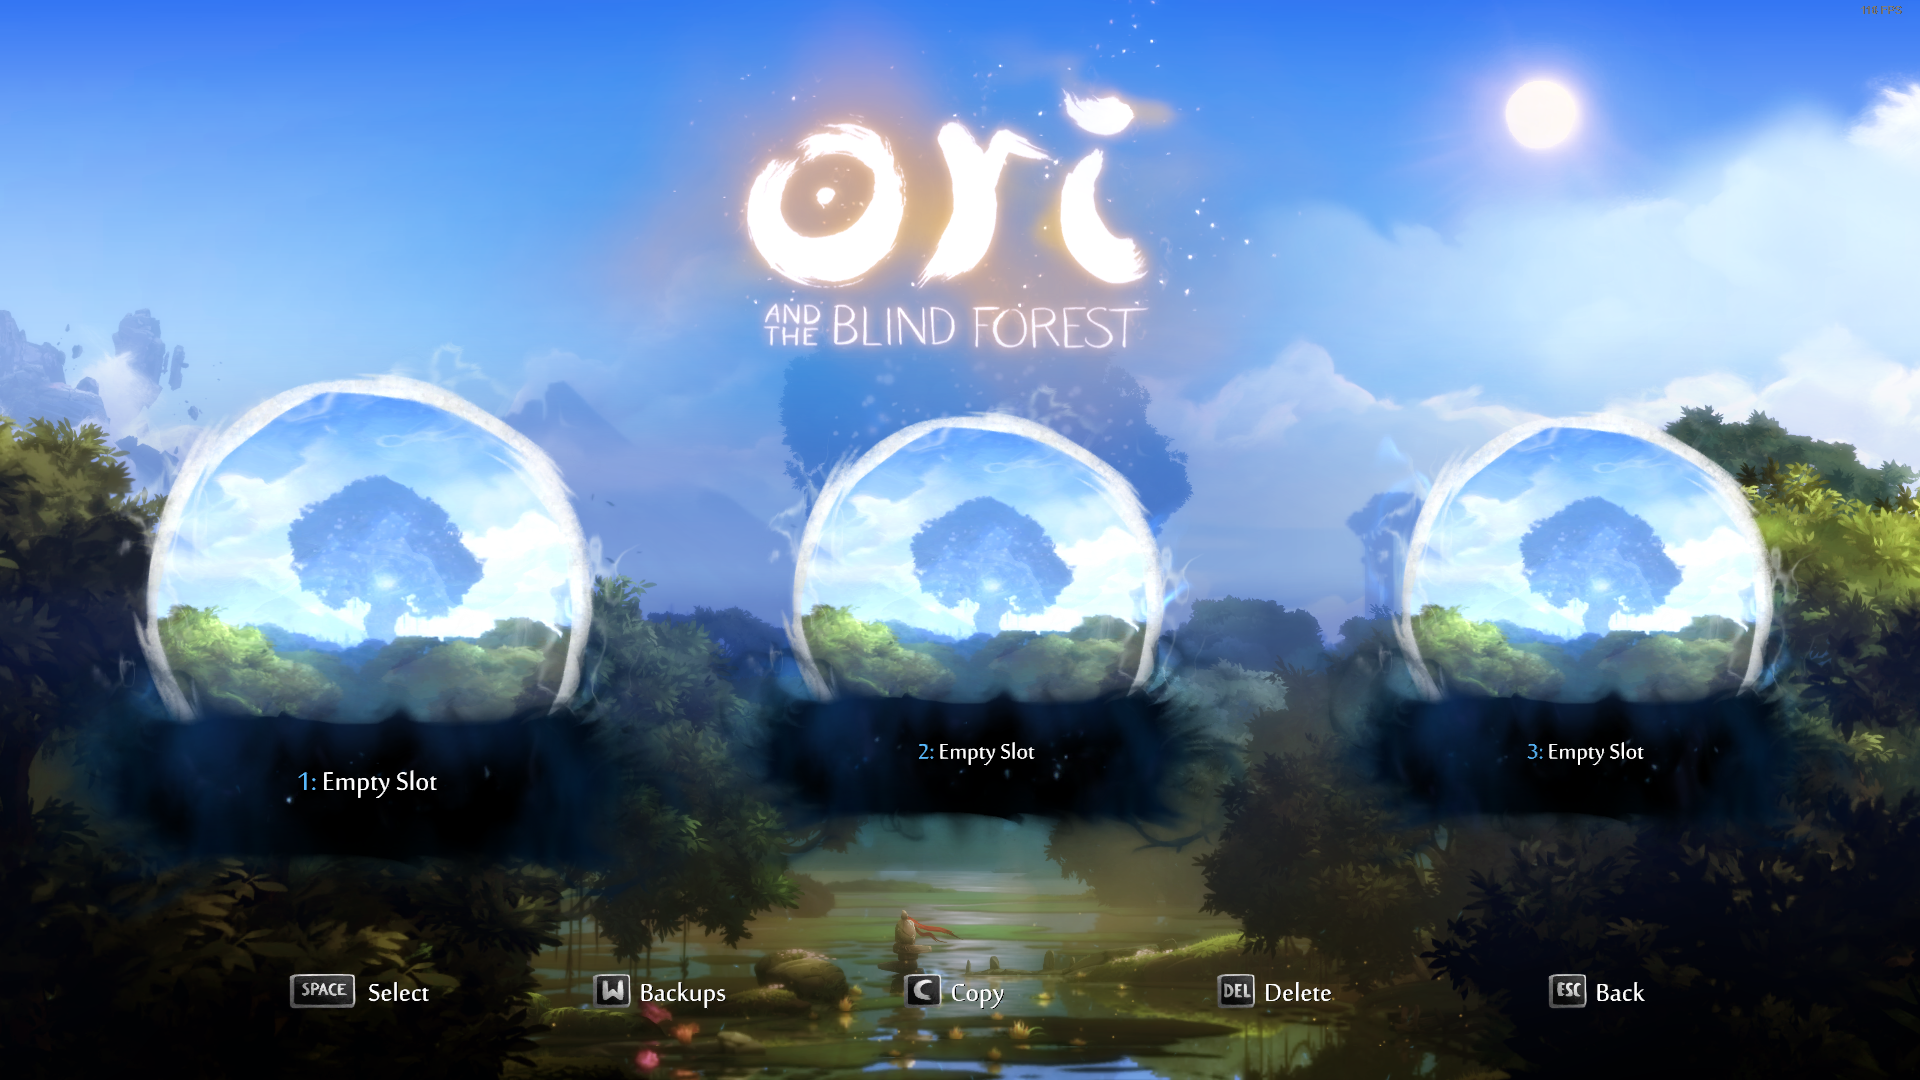 ori
AND THE BLIND FOREST
1: Empty Slot
2: Empty Slot
3: Empty Slot
SPACE Select
W Backups
C Copy
DEL Delete
ESC Back